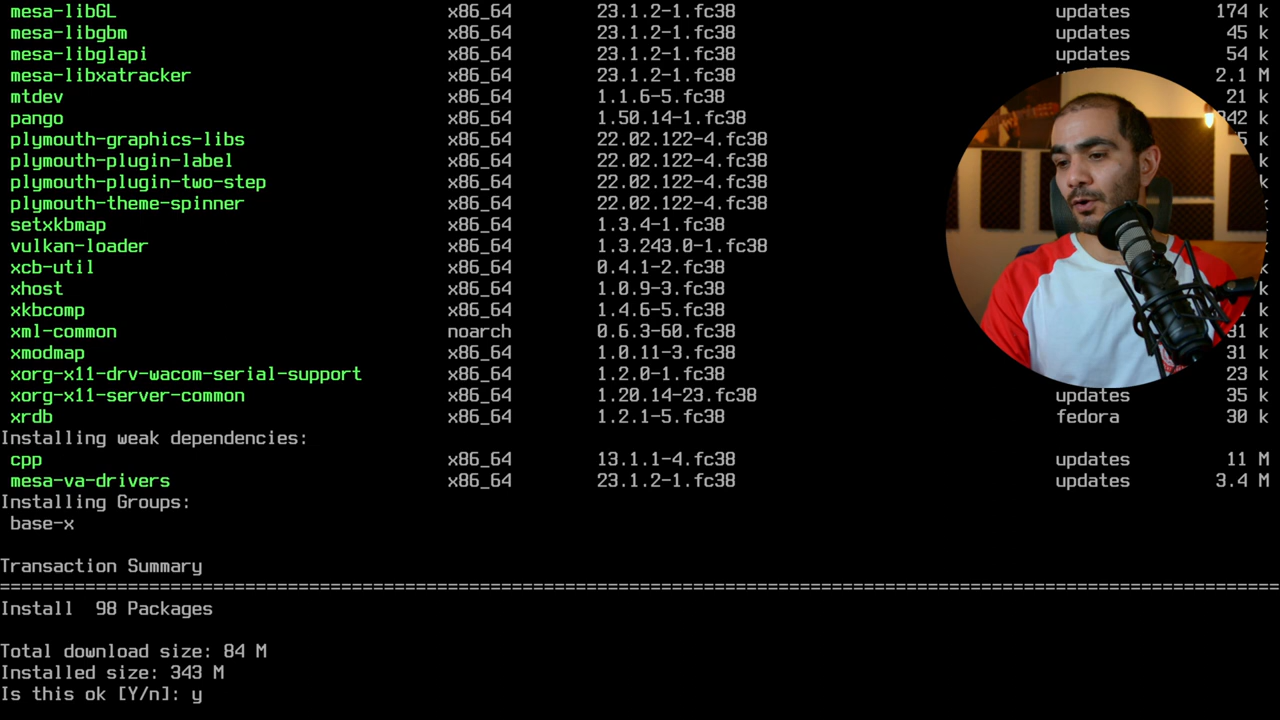 mesa-libGL x86_64 23.1.2-1.fc38 updates 174 k
mesa-libgbm x86_64 23.1.2-1.fc38 updates 45 k
mesa-libglapi x86_64 23.1.2-1.fc38 updates 54 k
mesa-libxatracker x86_64 23.1.2-1.fc38 2.1 M
mtdev x86_64 1.1.6-5.fc38 21 k
pango x86_64 1.50.14-1.fc38 k
plymouth-graphics-libs x86_64 22.02.122-4.fc38 k
plymouth-plugin-label x86_64 22.02.122-4.fc38
plymouth-plugin-two-step x86_64 22.02.122-4.fc38
plymouth-theme-spinner x86_64 22.02.122-4.fc38
setxkbmap x86_64 1.3.4-1.fc38
vulkan-loader x86_64 1.3.243.0-1.fc38
xcb-util x86_64 0.4.1-2.fc38 k
xhost x86_64 1.0.9-3.fc38 k
xkbcomp x86_64 1.4.6-5.fc38 k
xml-common noarch 0.6.3-60.fc38 31 k
xmodmap x86_64 1.0.11-3.fc38 31 k
xorg-x11-drv-wacom-serial-support x86_64 1.2.0-1.fc38 23 k
xorg-x11-server-common x86_64 1.20.14-23.fc38 updates 35 k
xrdb x86_64 1.2.1-5.fc38 fedora 30 k
Installing weak dependencies:
cpp x86_64 13.1.1-4.fc38 updates 11 M
mesa-va-drivers x86_64 23.1.2-1.fc38 updates 3.4 M
Installing Groups:
base-x
Transaction Summary
================================================================================
Install 98 Packages
Total download size: 84 M
Installed size: 343 M
Is this ok [Y/n]: y